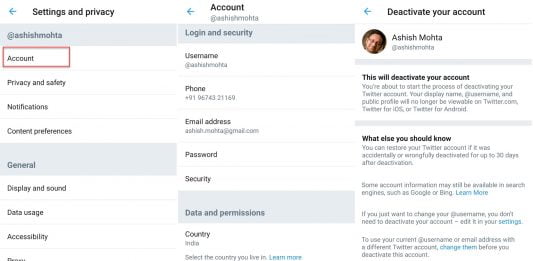 Settings and privacy
@ashishmohta
Account
Privacy and safety
Notifications
Content preferences
General
Display and sound
Data usage
Accessibility
Proxy
Account
@ashishmohta
Login and security
Username
@ashishmohta
Phone
+91 96743 21169
Email address
ashish.mohta@gmail.com
Password
Security
Data and permissions
Country
India
Select the country you live in. Learn more
Deactivate your account
Ashish Mohta
@ashishmohta
This will deactivate your account
You're about to start the process of deactivating your
Twitter account. Your display name, @username, and
public profile will no longer be viewable on Twitter.com,
Twitter for iOS, or Twitter for Android.
What else you should know
You can restore your Twitter account if it was
accidentally or wrongfully deactivated for up to 30 days
after deactivation.
Some account information may still be available in search
engines, such as Google or Bing. Learn More
If you just want to change your @username, you don't
need to deactivate your account – edit it in your settings.
To use your current @username or email address with
a different Twitter account, change them before you
deactivate this account.